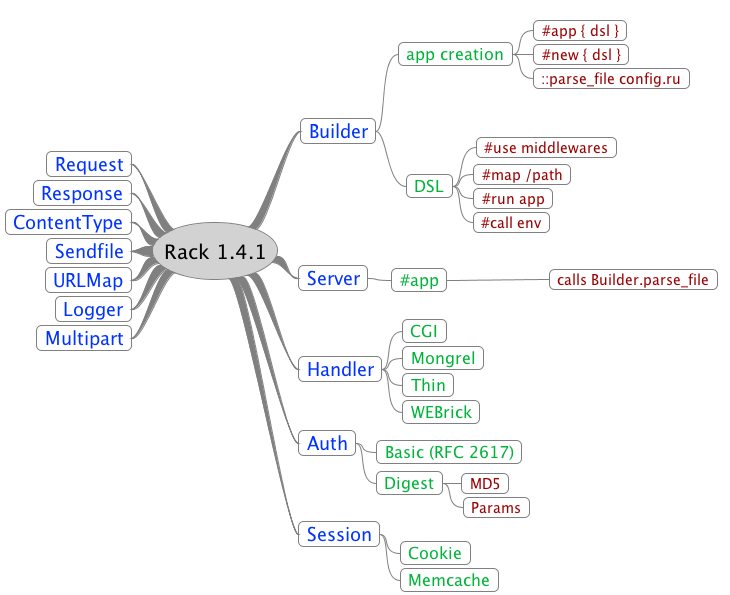 Rack 1.4.1
Request
Response
ContentType
Sendfile
URLMap
Logger
Multipart
Builder
app creation
#app { dsl }
#new { dsl }
::parse_file config.ru
DSL
#use middlewares
#map /path
#run app
#call env
Server
#app
calls Builder.parse_file
Handler
CGI
Mongrel
Thin
WEBrick
Auth
Basic (RFC 2617)
Digest
MD5
Params
Session
Cookie
Memcache